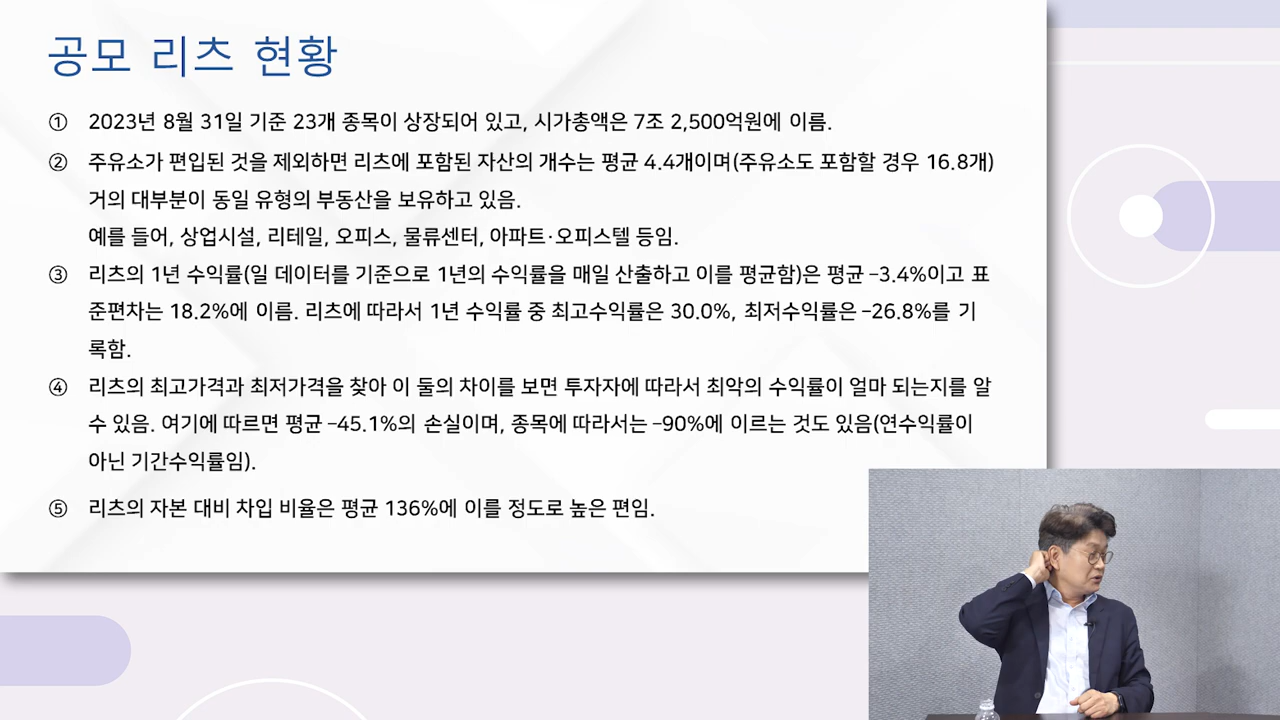 공모 리츠 현황
① 2023년 8월 31일 기준 23개 종목이 상장되어 있고, 시가총액은 7조 2,500억원에 이름.
② 주유소가 편입된 것을 제외하면 리츠에 포함된 자산의 개수는 평균 4.4개이며(주유소도 포함할 경우 16.8개)
거의 대부분이 동일 유형의 부동산을 보유하고 있음.
예를 들어, 상업시설, 리테일, 오피스, 물류센터, 아파트·오피스텔 등임.
③ 리츠의 1년 수익률(일 데이터를 기준으로 1년의 수익률을 매일 산출하고 이를 평균함)은 평균 -3.4%이고 표
준편차는 18.2%에 이름. 리츠에 따라서 1년 수익률 중 최고수익률은 30.0%, 최저수익률은 -26.8%를 기
록함.
④ 리츠의 최고가격과 최저가격을 찾아 이 둘의 차이를 보면 투자자에 따라서 최악의 수익률이 얼마 되는지를 알
수 있음. 여기에 따르면 평균 -45.1%의 손실이며, 종목에 따라서는 -90%에 이르는 것도 있음(연수익률이
아닌 기간수익률임).
⑤ 리츠의 자본 대비 차입 비율은 평균 136%에 이를 정도로 높은 편임.